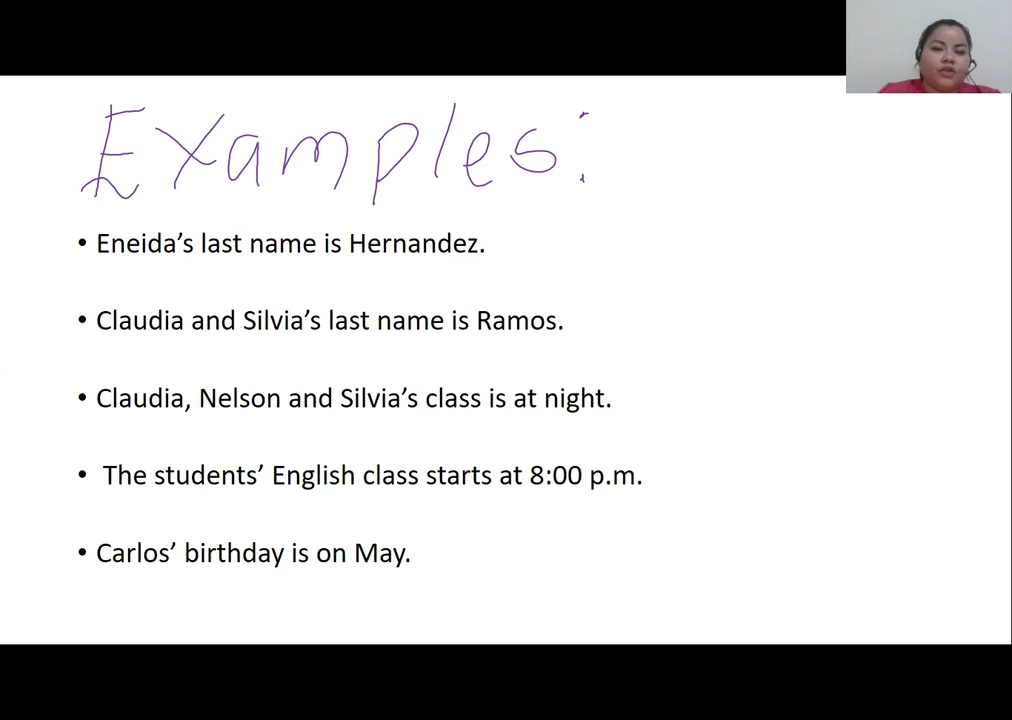 Examples:
• Eneida’s last name is Hernandez.
• Claudia and Silvia’s last name is Ramos.
• Claudia, Nelson and Silvia’s class is at night.
• The students’ English class starts at 8:00 p.m.
• Carlos’ birthday is on May.